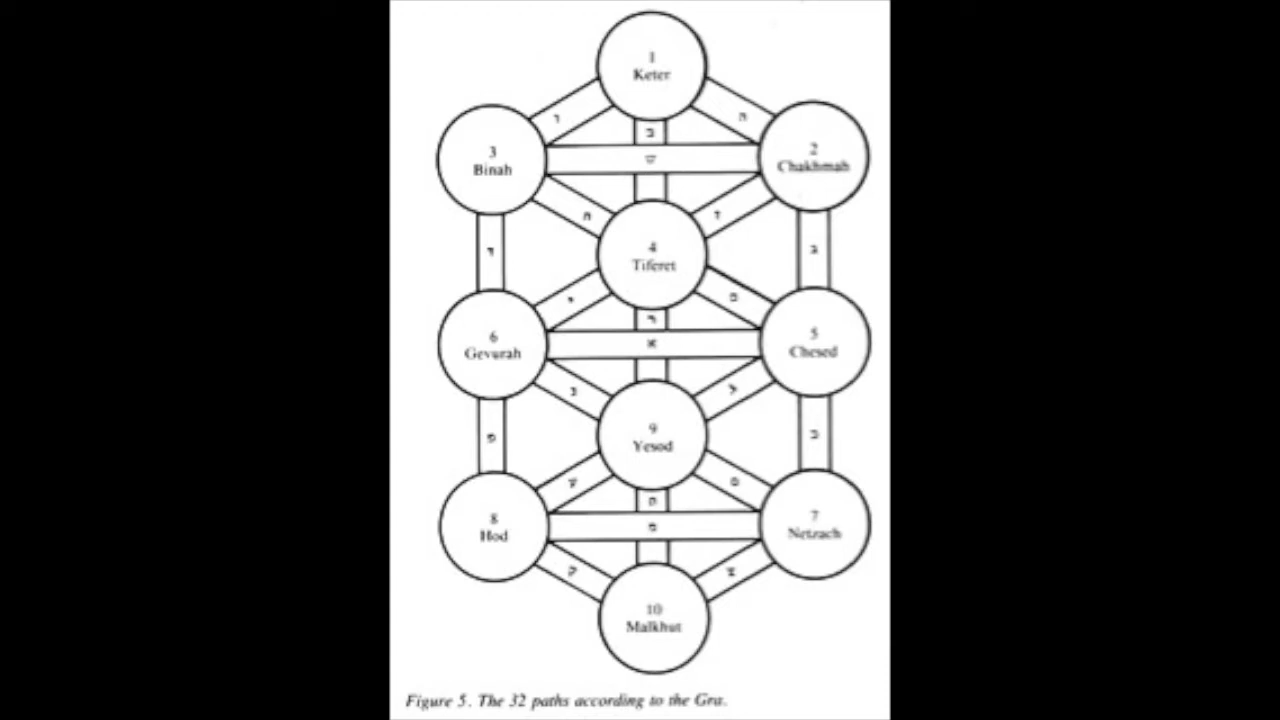 1
Keter
ו
ה
ב
3
Binah
ש
2
Chakhmah
ח
ז
ד
4
Tiferet
ג
י
ר
6
Gevurah
א
5
Chesed
נ
9
Yesod
פ
כ
ע
ת
8
Hod
מ
7
Netzach
ק
צ
10
Malkhut
Figure 5. The 32 paths according to the Gra.